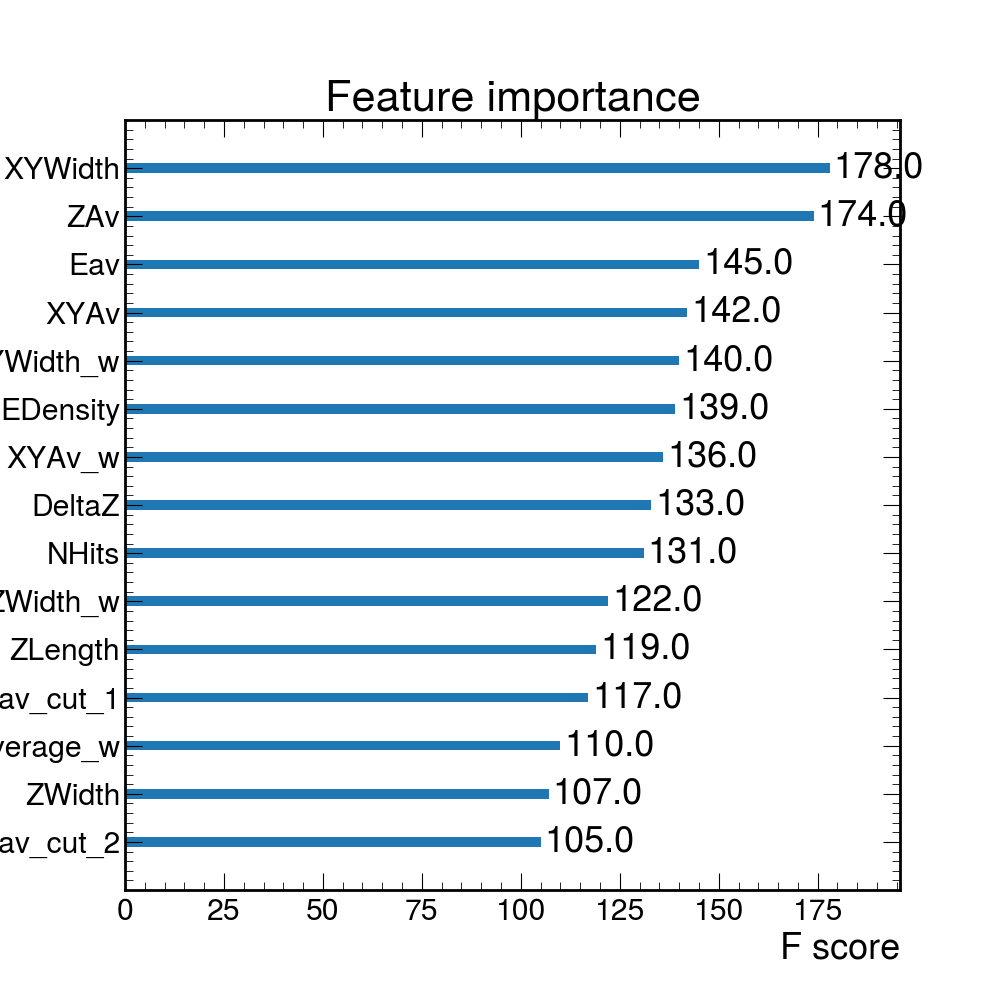 Feature importance
XYWidth 178.0
ZAv 174.0
Eav 145.0
XYAv 142.0
YWidth_w 140.0
EDensity 139.0
XYAv_w 136.0
DeltaZ 133.0
NHits 131.0
ZWidth_w 122.0
ZLength 119.0
av_cut_1 117.0
verage_w 110.0
ZWidth 107.0
av_cut_2 105.0
0 25 50 75 100 125 150 175
F score